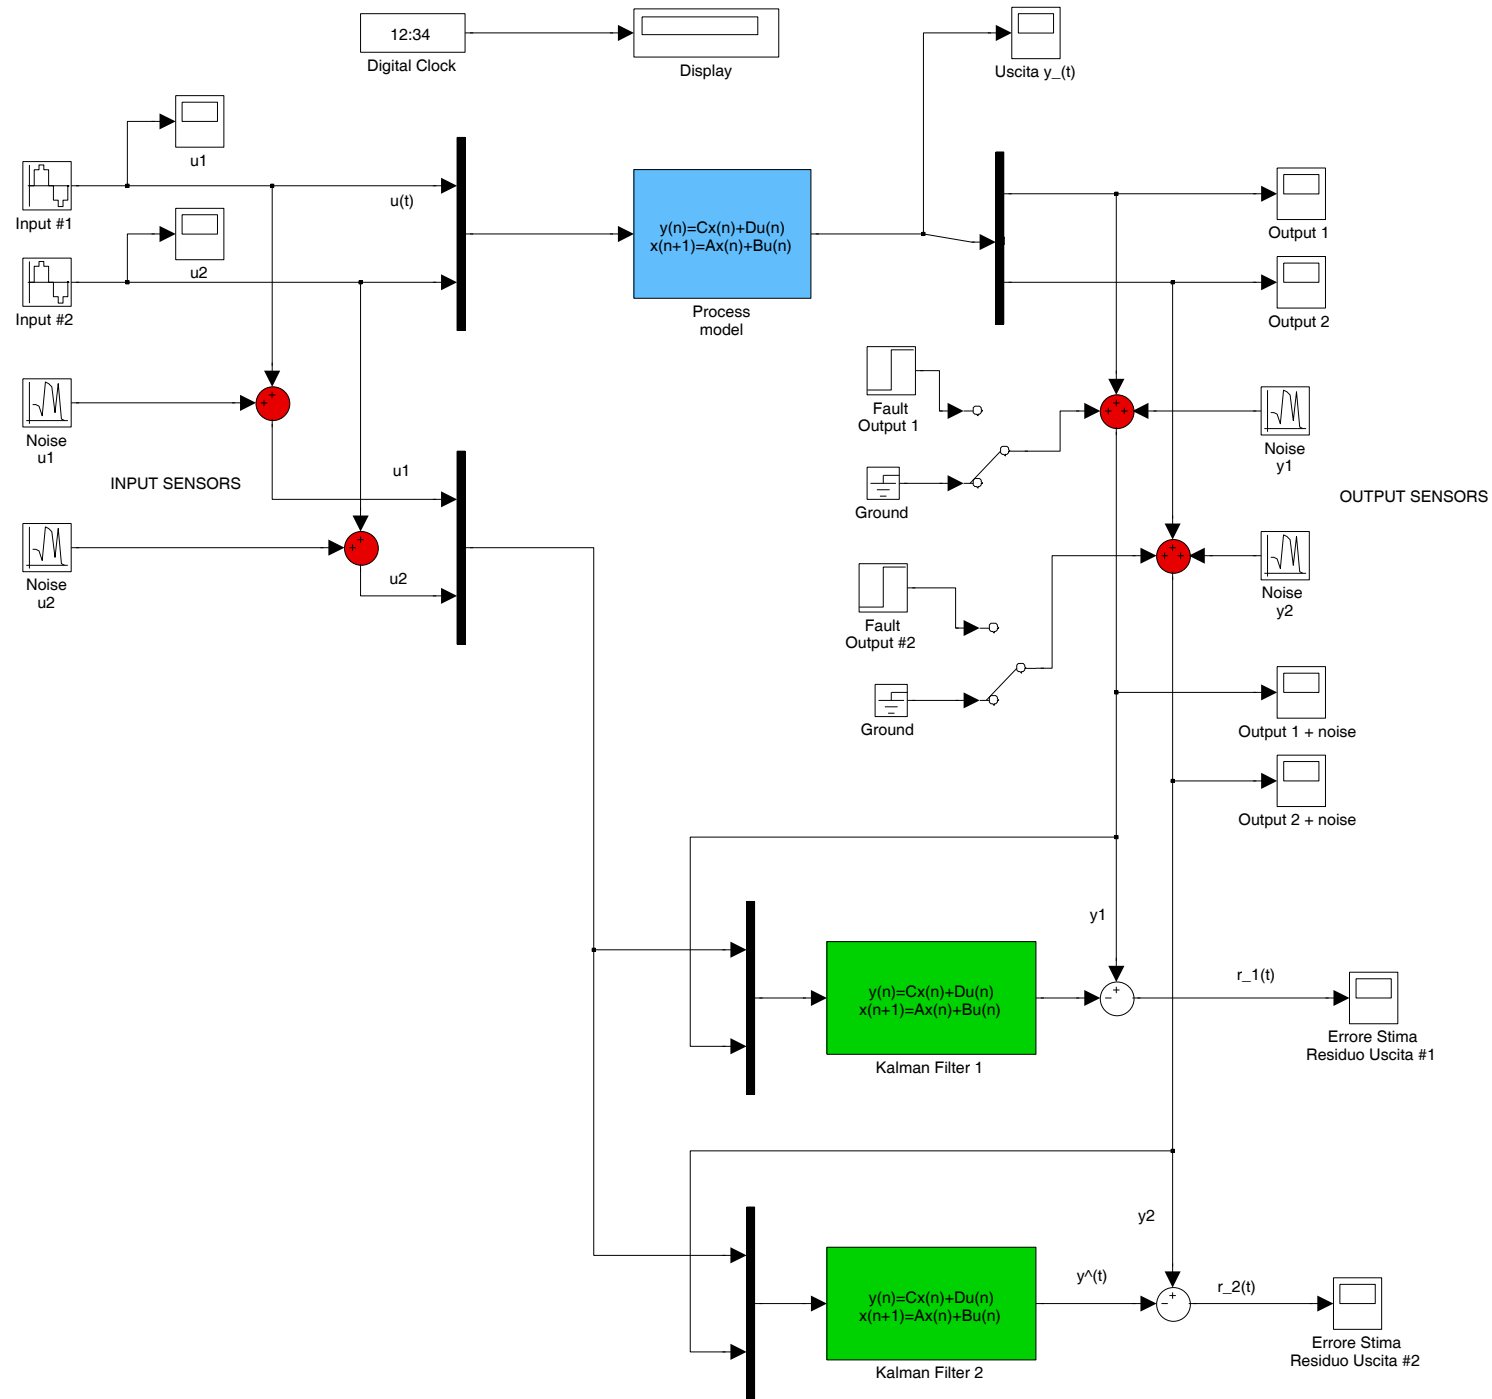 12:34
Digital Clock
Display
Uscita y_(t)
u1
Input #1
u(t)
u2
Input #2
y(n)=Cx(n)+Du(n)
x(n+1)=Ax(n)+Bu(n)
Process
model
Output 1
Output 2
Fault
Output 1
Noise
u1
Noise
y1
INPUT SENSORS
u1
Ground
OUTPUT SENSORS
Noise
u2
u2
Fault
Output #2
Noise
y2
Ground
Output 1 + noise
Output 2 + noise
y1
y(n)=Cx(n)+Du(n)
x(n+1)=Ax(n)+Bu(n)
Kalman Filter 1
r_1(t)
Errore Stima
Residuo Uscita #1
y2
y(n)=Cx(n)+Du(n)
x(n+1)=Ax(n)+Bu(n)
Kalman Filter 2
y^(t)
r_2(t)
Errore Stima
Residuo Uscita #2